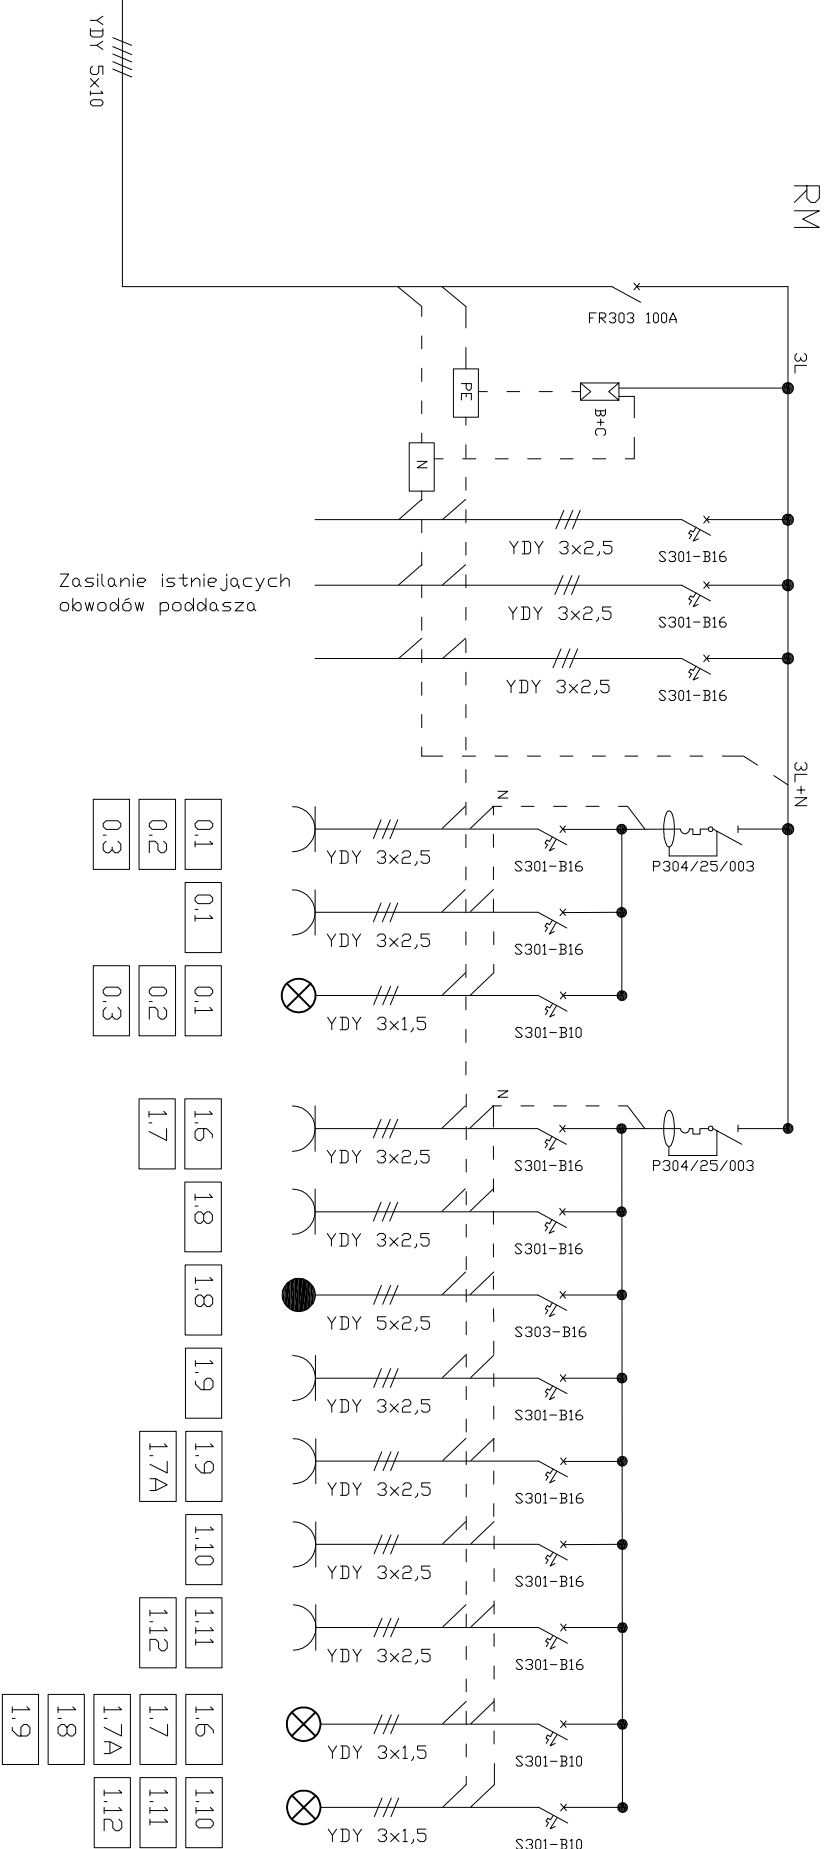 YDY 5x10
RM
FR303 100A
3L
PE
B+C
N
YDY 3x2,5
S301-B16
Zasilanie istniejących
obwodów poddasza
YDY 3x2,5
S301-B16
YDY 3x2,5
S301-B16
3L+N
N
0.3
0.2
0.1
YDY 3x2,5
S301-B16
P304/25/003
0.1
YDY 3x2,5
S301-B16
0.3
0.2
0.1
YDY 3x1,5
S301-B10
N
1.7
1.6
YDY 3x2,5
S301-B16
P304/25/003
1.8
YDY 3x2,5
S301-B16
1.8
YDY 5x2,5
S303-B16
1.9
YDY 3x2,5
S301-B16
1.7A
1.9
YDY 3x2,5
S301-B16
1.10
YDY 3x2,5
S301-B16
1.12
1.11
YDY 3x2,5
S301-B16
1.9
1.8
1.7A
1.7
1.6
YDY 3x1,5
S301-B10
1.12
1.11
1.10
YDY 3x1,5
S301-B10